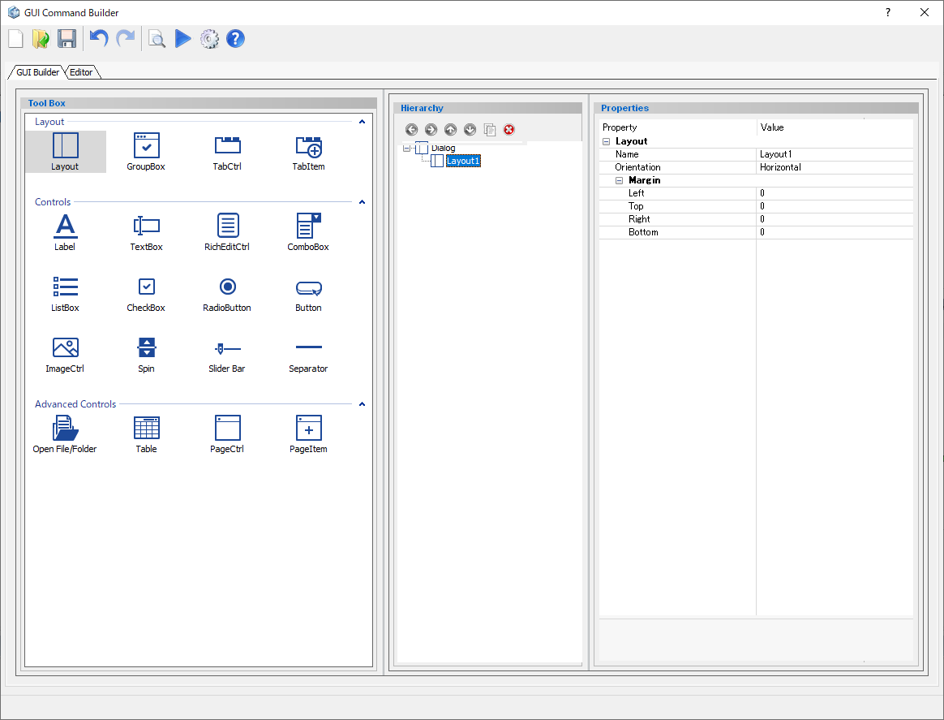 GUI Command Builder
?
GUI Builder
Editor
Tool Box
Layout
Layout
GroupBox
TabCtrl
TabItem
Controls
Label
TextBox
RichEditCtrl
ComboBox
ListBox
CheckBox
RadioButton
Button
ImageCtrl
Spin
Slider Bar
Separator
Advanced Controls
Open File/Folder
Table
PageCtrl
PageItem
Hierarchy
Dialog
Layout1
Properties
Property Value
Layout
Name Layout1
Orientation Horizontal
Margin
Left 0
Top 0
Right 0
Bottom 0